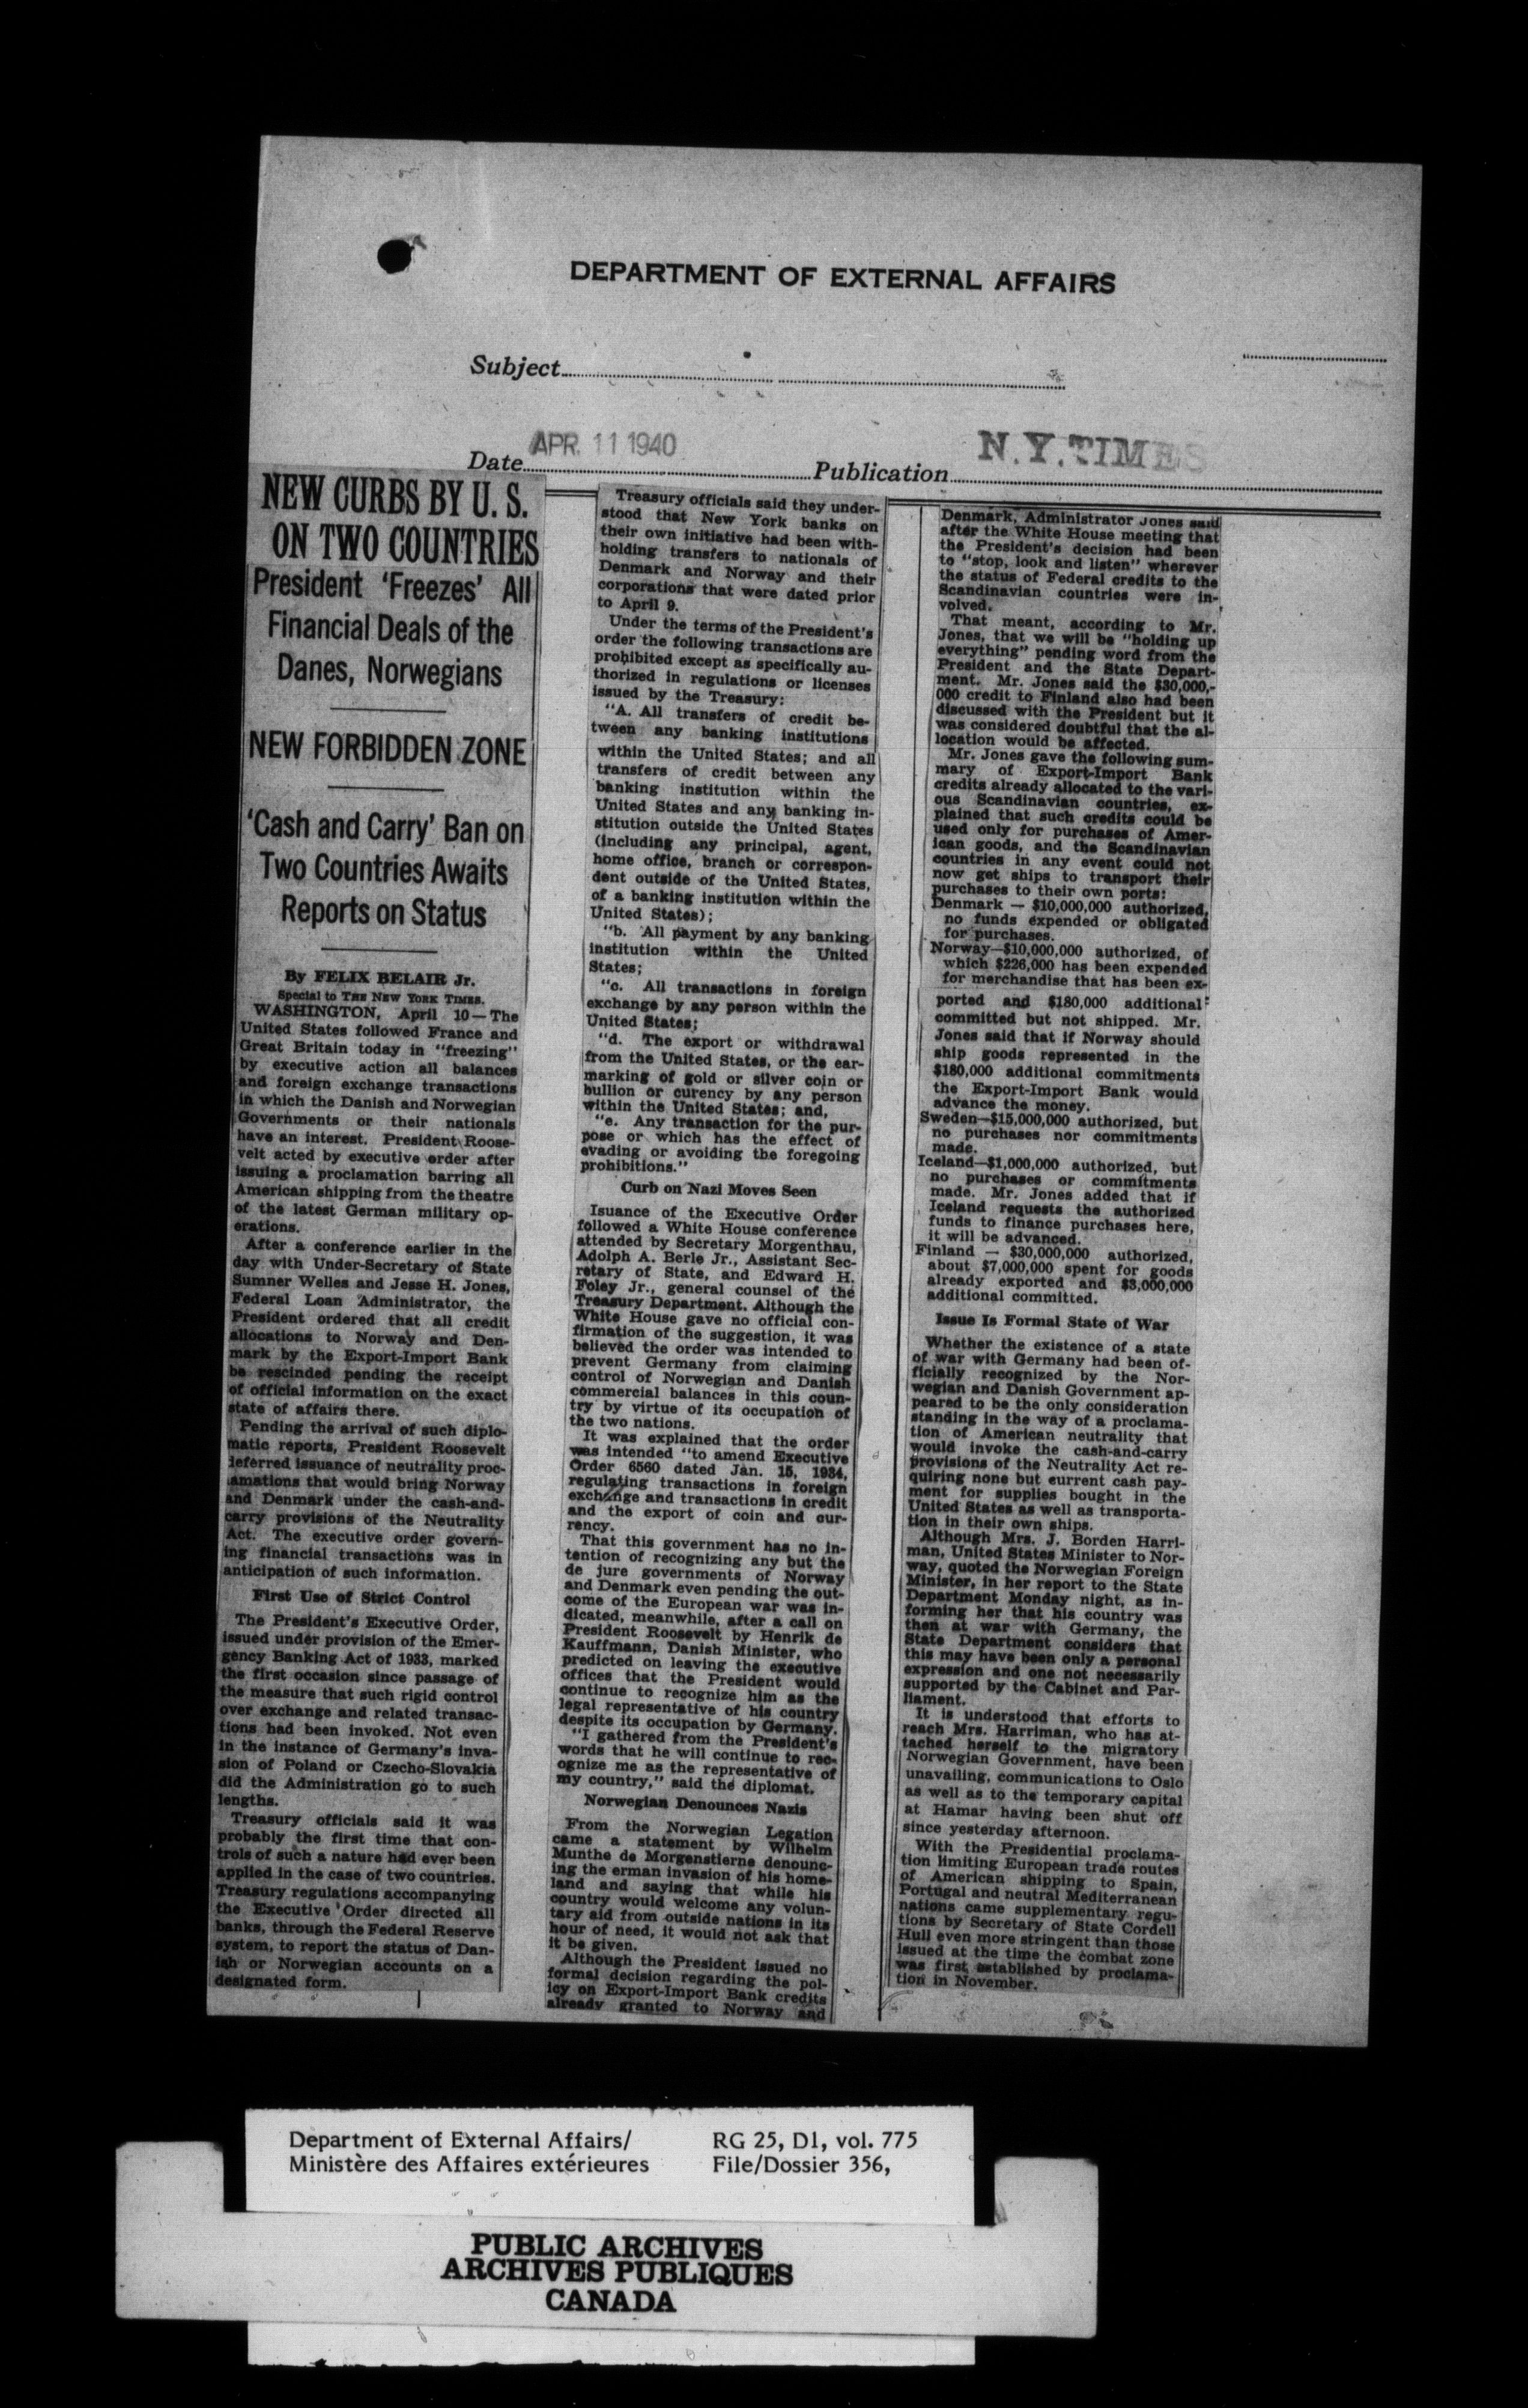 DEPARTMENT OF EXTERNAL AFFAIRS
Subject
Date APR. 11 1940 Publication N.Y. TIMES
NEW CURBS BY U. S.
ON TWO COUNTRIES
President 'Freezes' All
Financial Deals of the
Danes, Norwegians
NEW FORBIDDEN ZONE
'Cash and Carry' Ban on
Two Countries Awaits
Reports on Status
By FELIX BELAIR Jr.
Special to THE NEW YORK TIMES.
WASHINGTON, April 10—The
United States followed France and
Great Britain today in "freezing"
by executive action all balances
and foreign exchange transactions
in which the Danish and Norwegian
Governments or their nationals
have an interest. President Roose-
velt acted by executive order after
issuing a proclamation barring all
American shipping from the theatre
of the latest German military op-
erations.
After a conference earlier in the
day with Under-Secretary of State
Sumner Welles and Jesse H. Jones,
Federal Loan Administrator, the
President ordered that all credit
allocations to Norway and Den-
mark by the Export-Import Bank
be rescinded pending the receipt
of official information on the exact
state of affairs there.
Pending the arrival of such diplo-
matic reports, President Roosevelt
deferred issuance of neutrality proc-
lamations that would bring Norway
and Denmark under the cash-and-
carry provisions of the Neutrality
Act. The executive order govern-
ing financial transactions was in
anticipation of such information.
First Use of Strict Control
The President's Executive Order,
issued under provision of the Emer-
gency Banking Act of 1933, marked
the first occasion since passage of
the measure that such rigid control
over exchange and related transac-
tions had been invoked. Not even
in the instance of Germany's inva-
sion of Poland or Czecho-Slovakia
did the Administration go to such
lengths.
Treasury officials said it was
probably the first time that con-
trols of such a nature had ever been
applied in the case of two countries.
Treasury regulations accompanying
the Executive Order directed all
banks, through the Federal Reserve
system, to report the status of Dan-
ish or Norwegian accounts on a
designated form.
Treasury officials said they under-
stood that New York banks on
their own initiative had been with-
holding transfers to nationals of
Denmark and Norway and their
corporations that were dated prior
to April 9.
Under the terms of the President's
order the following transactions are
prohibited except as specifically au-
thorized in regulations or licenses
issued by the Treasury:
"A. All transfers of credit be-
tween any banking institutions
within the United States; and all
transfers of credit between any
banking institution within the
United States and any banking in-
stitution outside the United States
(including any principal, agent,
home office, branch or correspon-
dent outside of the United States,
of a banking institution within the
United States);
"b. All payment by any banking
institution within the United
States;
"c. All transactions in foreign
exchange by any person within the
United States;
"d. The export or withdrawal
from the United States, or the ear-
marking of gold or silver coin or
bullion or curency by any person
within the United States; and,
"e. Any transaction for the pur-
pose or which has the effect of
evading or avoiding the foregoing
prohibitions."
Curb on Nazi Moves Seen
Isuance of the Executive Order
followed a White House conference
attended by Secretary Morgenthau,
Adolph A. Berle Jr., Assistant Sec-
retary of State, and Edward H.
Foley Jr., general counsel of the
Treasury Department. Although the
White House gave no official con-
firmation of the suggestion, it was
believed the order was intended to
prevent Germany from claiming
control of Norwegian and Danish
commercial balances in this coun-
try by virtue of its occupation of
the two nations.
It was explained that the order
was intended "to amend Executive
Order 6560 dated Jan. 15, 1934,
regulating transactions in foreign
exchange and transactions in credit
and the export of coin and cur-
rency.
That this government has no in-
tention of recognizing any but the
de jure governments of Norway
and Denmark even pending the out-
come of the European war was in-
dicated, meanwhile, after a call on
President Roosevelt by Henrik de
Kauffmann, Danish Minister, who
predicted on leaving the executive
offices that the President would
continue to recognize him as the
legal representative of his country
despite its occupation by Germany.
"I gathered from the President's
words that he will continue to rec-
ognize me as the representative of
my country," said the diplomat.
Norwegian Denounces Nazis
From the Norwegian Legation
came a statement by Wilhelm
Munthe de Morgenstierne denounc-
ing the erman invasion of his home-
land and saying that while his
country would welcome any volun-
tary aid from outside nations in its
hour of need, it would not ask that
it be given.
Although the President issued no
formal decision regarding the pol-
icy on Export-Import Bank credits
already granted to Norway and
Denmark, Administrator Jones said
after the White House meeting that
the President's decision had been
to "stop, look and listen" wherever
the status of Federal credits to the
Scandinavian countries were in-
volved.
That meant, according to Mr.
Jones, that we will be "holding up
everything" pending word from the
President and the State Depart-
ment. Mr. Jones said the $30,000,-
000 credit to Finland also had been
discussed with the President but it
was considered doubtful that the al-
location would be affected.
Mr. Jones gave the following sum-
mary of Export-Import Bank
credits already allocated to the vari-
ous Scandinavian countries, ex-
plained that such credits could be
used only for purchases of Amer-
ican goods, and the Scandinavian
countries in any event could not
now get ships to transport their
purchases to their own ports:
Denmark — $10,000,000 authorized,
no funds expended or obligated
for purchases.
Norway—$10,000,000 authorized, of
which $226,000 has been expended
for merchandise that has been ex-
ported and $180,000 additional
committed but not shipped. Mr.
Jones said that if Norway should
ship goods represented in the
$180,000 additional commitments
the Export-Import Bank would
advance the money.
Sweden—$15,000,000 authorized, but
no purchases nor commitments
made.
Iceland—$1,000,000 authorized, but
no purchases or commitments
made. Mr. Jones added that if
Iceland requests the authorized
funds to finance purchases here,
it will be advanced.
Finland — $30,000,000 authorized,
about $7,000,000 spent for goods
already exported and $3,000,000
additional committed.
Issue Is Formal State of War
Whether the existence of a state
of war with Germany had been of-
ficially recognized by the Nor-
wegian and Danish Government ap-
peared to be the only consideration
standing in the way of a proclama-
tion of American neutrality that
would invoke the cash-and-carry
provisions of the Neutrality Act re-
quiring none but current cash pay-
ment for supplies bought in the
United States as well as transporta-
tion in their own ships.
Although Mrs. J. Borden Harri-
man, United States Minister to Nor-
way, quoted the Norwegian Foreign
Minister, in her report to the State
Department Monday night, as in-
forming her that his country was
then at war with Germany, the
State Department considers that
this may have been only a personal
expression and one not necessarily
supported by the Cabinet and Par-
liament.
It is understood that efforts to
reach Mrs. Harriman, who has at-
tached herself to the migratory
Norwegian Government, have been
unavailing, communications to Oslo
as well as to the temporary capital
at Hamar having been shut off
since yesterday afternoon.
With the Presidential proclama-
tion limiting European trade routes
of American shipping to Spain,
Portugal and neutral Mediterranean
nations came supplementary regu-
tions by Secretary of State Cordell
Hull even more stringent than those
issued at the time the combat zone
was first established by proclama-
tion in November.
Department of External Affairs/ RG 25, D1, vol. 775
Ministère des Affaires extérieures File/Dossier 356,
PUBLIC ARCHIVES
ARCHIVES PUBLIQUES
CANADA